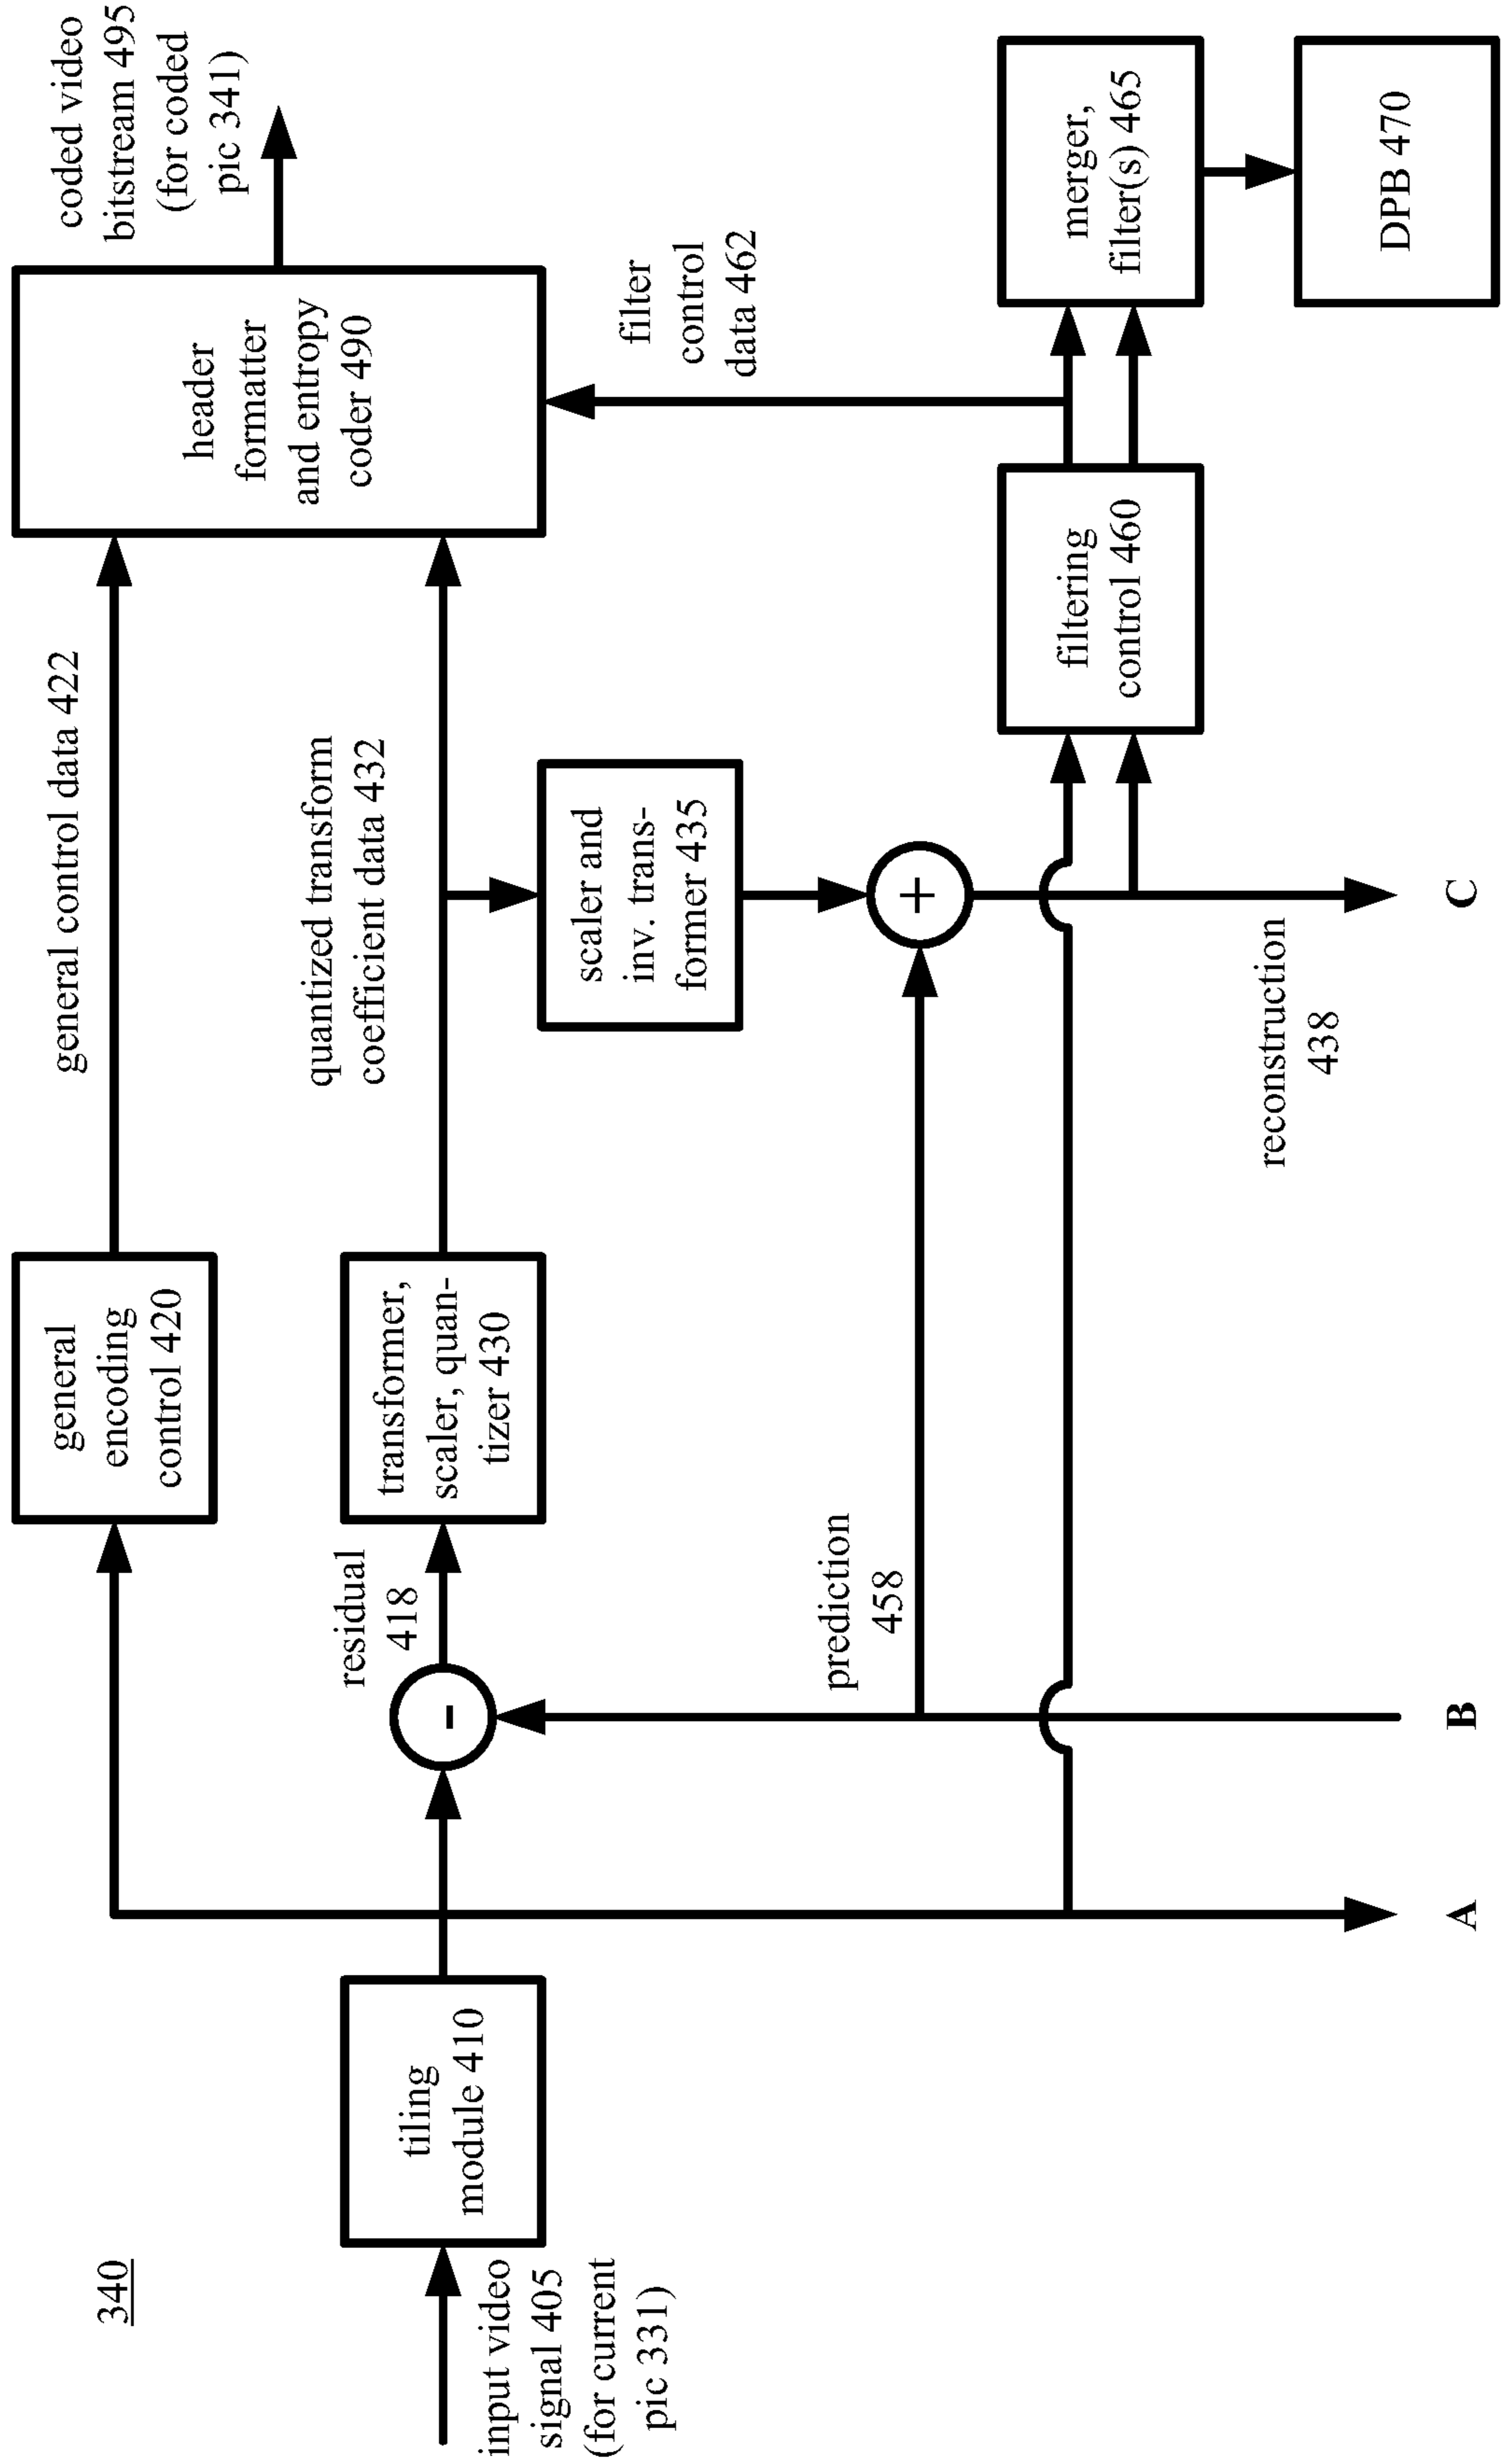 340
coded video
bitstream 495
(for coded
pic 341)
general control data 422
general
encoding
control 420
header
formatter
and entropy
coder 490
quantized transform
coefficient data 432
input video
signal 405
(for current
pic 331)
tiling
module 410
-
residual
418
transformer,
scaler, quan-
tizer 430
scaler and
inv. trans-
former 435
filter
control
data 462
prediction
458
+
filtering
control 460
merger,
filter(s) 465
reconstruction
438
DPB 470
A
B
C